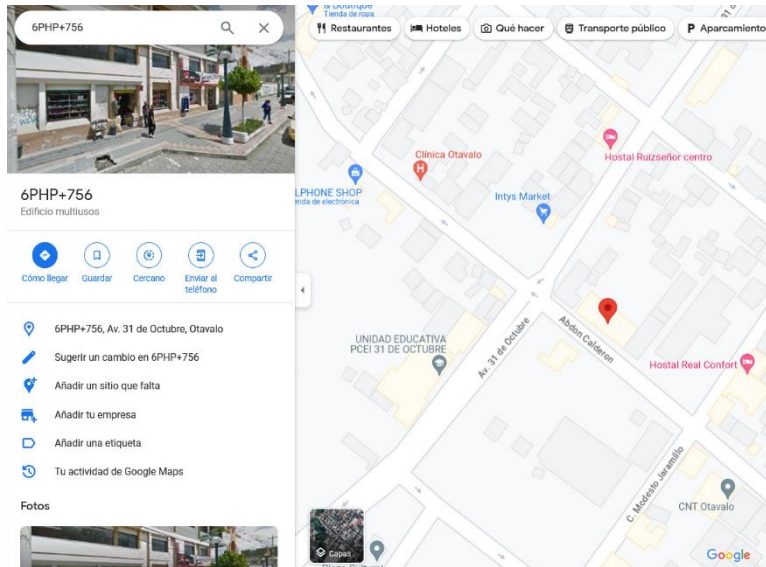 6PHP+756
6PHP+756
Edificio multiusos
Cómo llegar
Guardar
Cercano
Enviar al
teléfono
Compartir
6PHP+756, Av. 31 de Octubre, Otavalo
Sugerir un cambio en 6PHP+756
Añadir un sitio que falta
Añadir tu empresa
Añadir una etiqueta
Tu actividad de Google Maps
Fotos
& Boutique
Tienda de ropa
Restaurantes
Hoteles
Qué hacer
Transporte público
P Aparcamiento
Clínica Otavalo
Hostal Ruizseñor centro
LPHONE SHOP
enda de electrónica
Intys Market
UNIDAD EDUCATIVA
PCEI 31 DE OCTUBRE
Av. 31 de Octubre
Abdon Calderon
Hostal Real Confort
C. Modesto Jaramillo
CNT Otavalo
Capas
Google